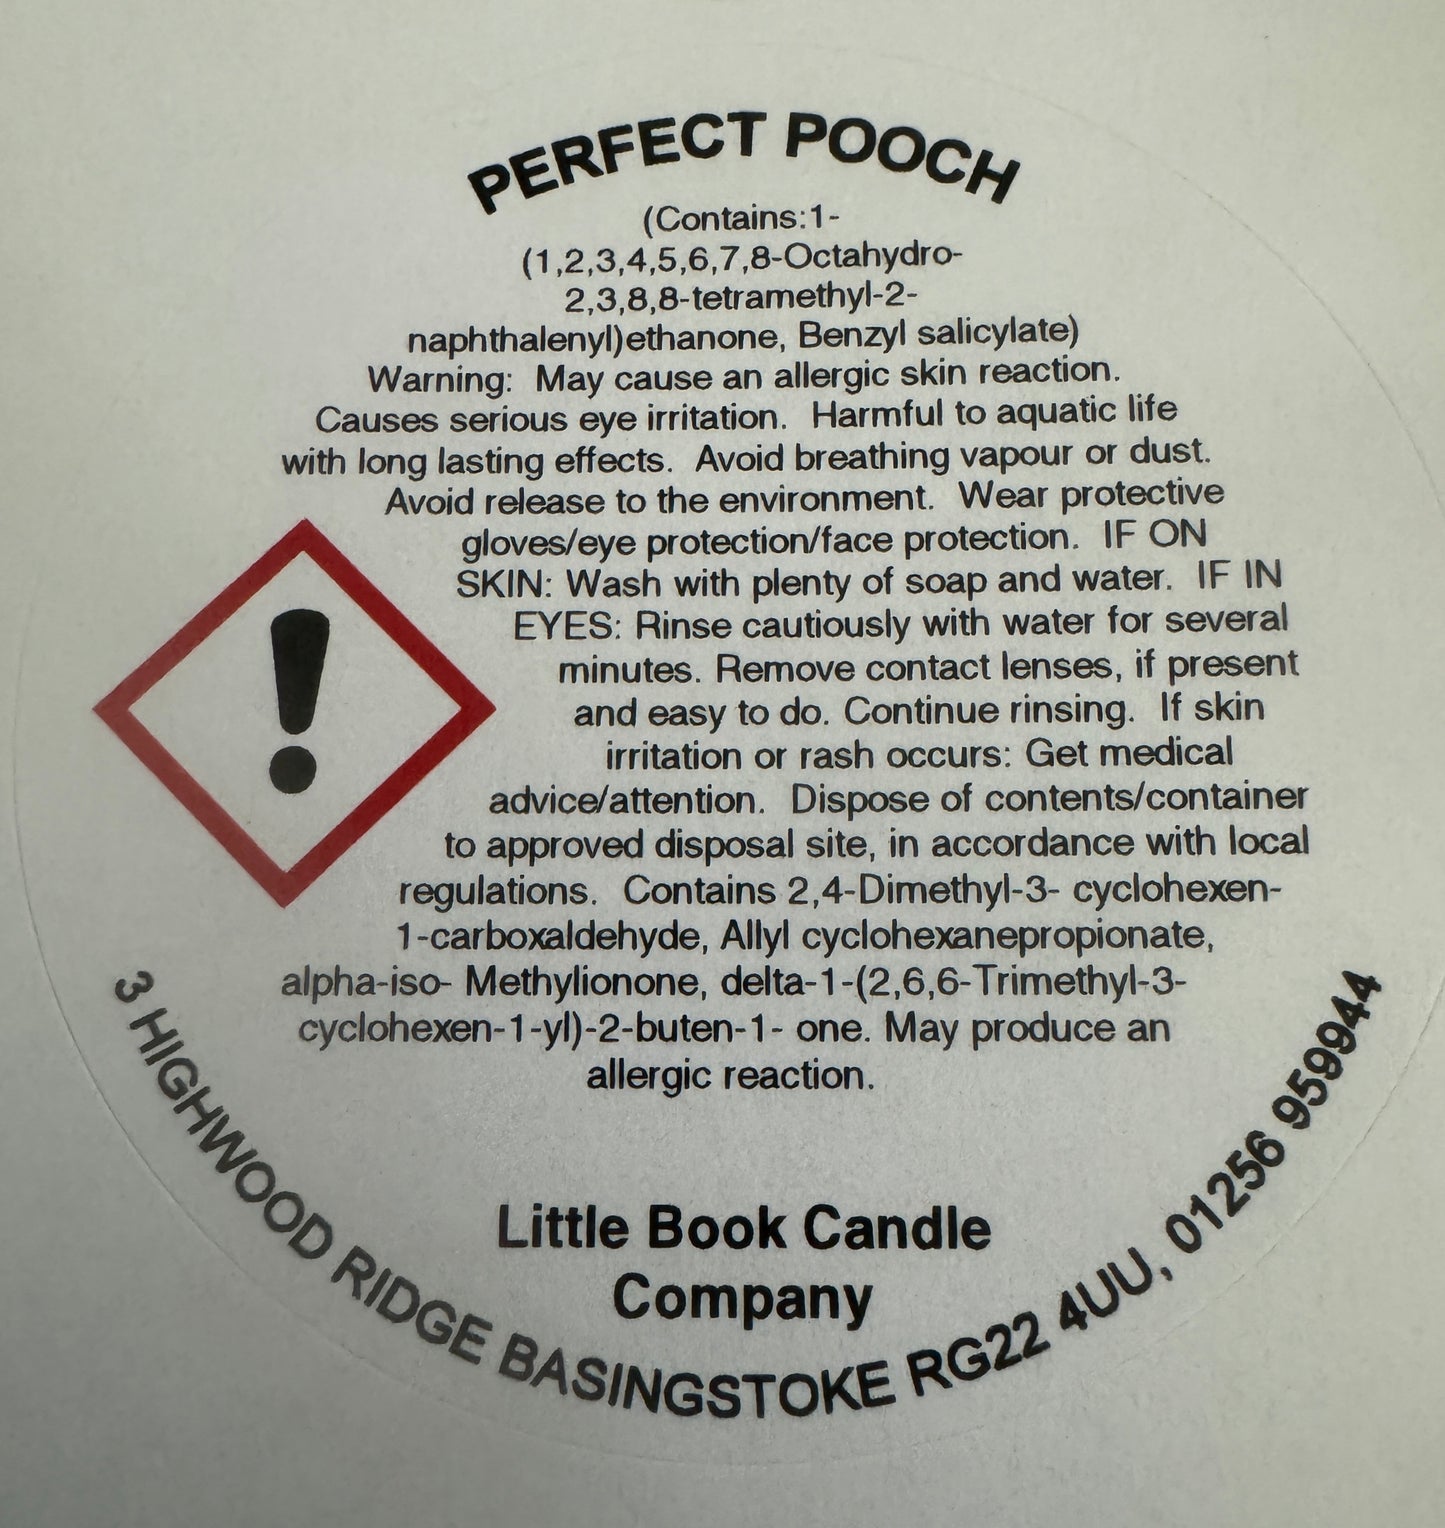 PERFECT POOCH
(Contains:1-
(1,2,3,4,5,6,7,8-Octahydro-
2,3,8,8-tetramethyl-2-
naphthalenyl)ethanone, Benzyl salicylate)
Warning:  May cause an allergic skin reaction.
Causes serious eye irritation.  Harmful to aquatic life
with long lasting effects.  Avoid breathing vapour or dust.
Avoid release to the environment.  Wear protective
gloves/eye protection/face protection.  IF ON
SKIN: Wash with plenty of soap and water.  IF IN
EYES: Rinse cautiously with water for several
minutes. Remove contact lenses, if present
and easy to do. Continue rinsing.  If skin
irritation or rash occurs: Get medical
advice/attention.  Dispose of contents/container
to approved disposal site, in accordance with local
regulations.  Contains 2,4-Dimethyl-3- cyclohexen-
1-carboxaldehyde, Allyl cyclohexanepropionate,
alpha-iso- Methylionone, delta-1-(2,6,6-Trimethyl-3-
cyclohexen-1-yl)-2-buten-1- one. May produce an
allergic reaction.
Little Book Candle
Company
3 HIGHWOOD RIDGE BASINGSTOKE RG22 4UU, 01256 959944